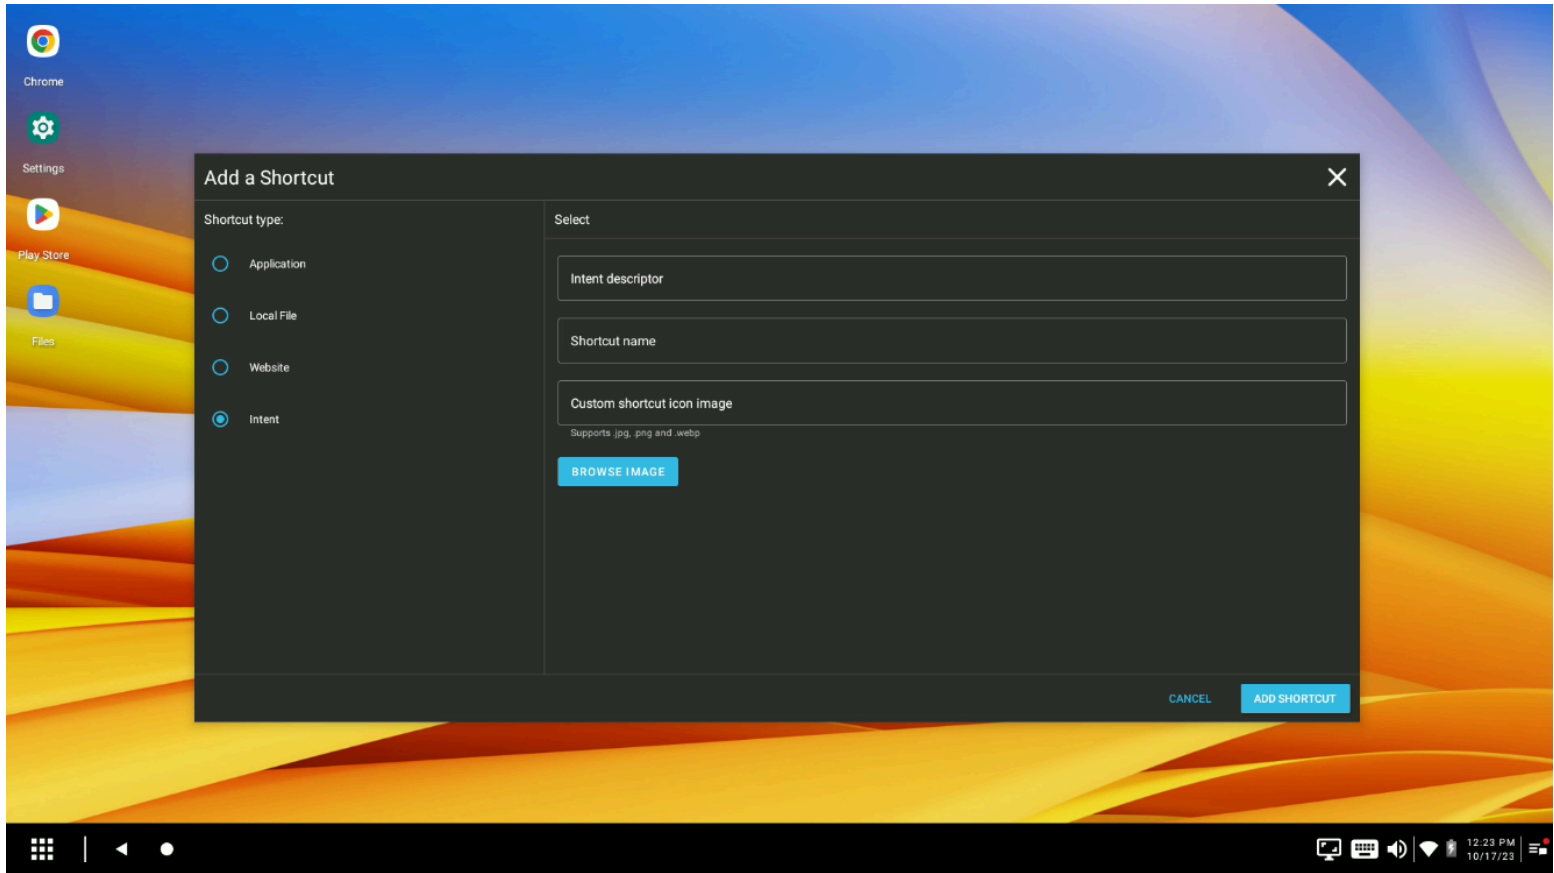 Chrome
Settings
Play Store
Files
Add a Shortcut
Shortcut type:
Application
Local File
Website
Intent
Select
Intent descriptor
Shortcut name
Custom shortcut icon image
Supports .jpg, .png and .webp
BROWSE IMAGE
CANCEL
ADD SHORTCUT
12:23 PM
10/17/23